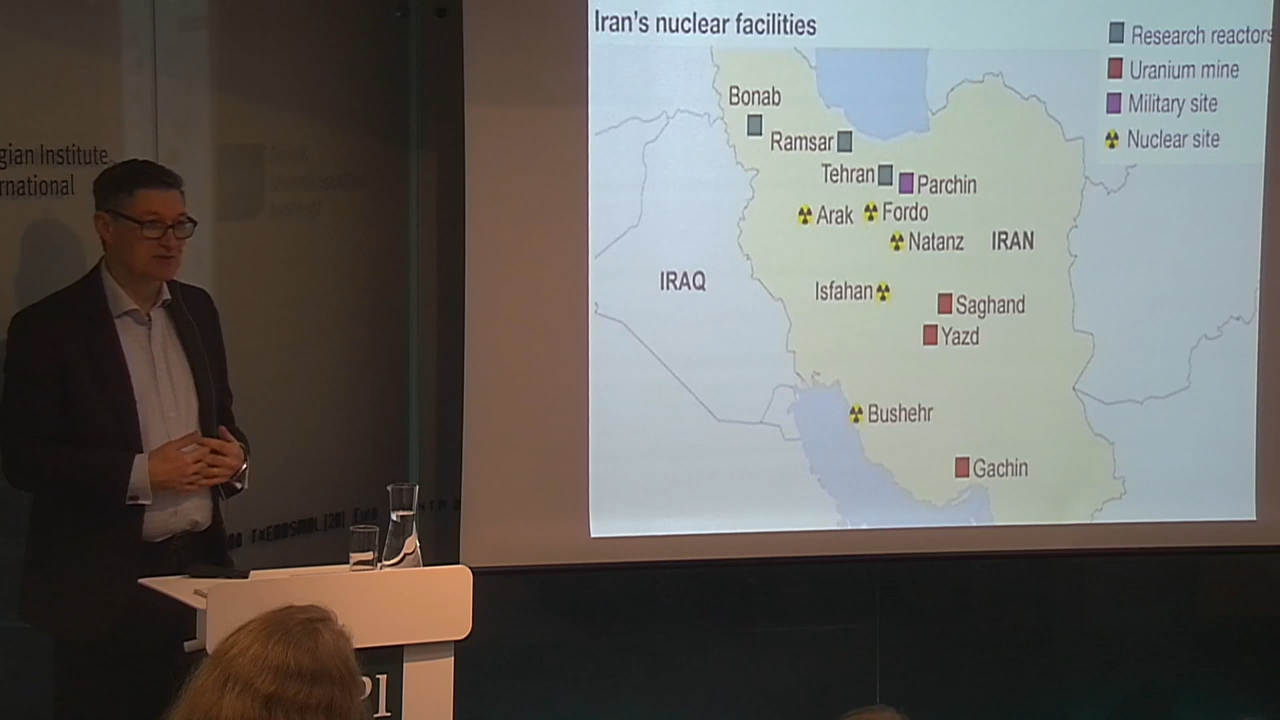 Iran's nuclear facilities
Research reactors
Uranium mine
Military site
Nuclear site
Bonab
Ramsar
Tehran
Parchin
Arak
Fordo
Natanz
IRAN
IRAQ
Isfahan
Saghand
Yazd
Bushehr
Gachin
gian Institute
rnational